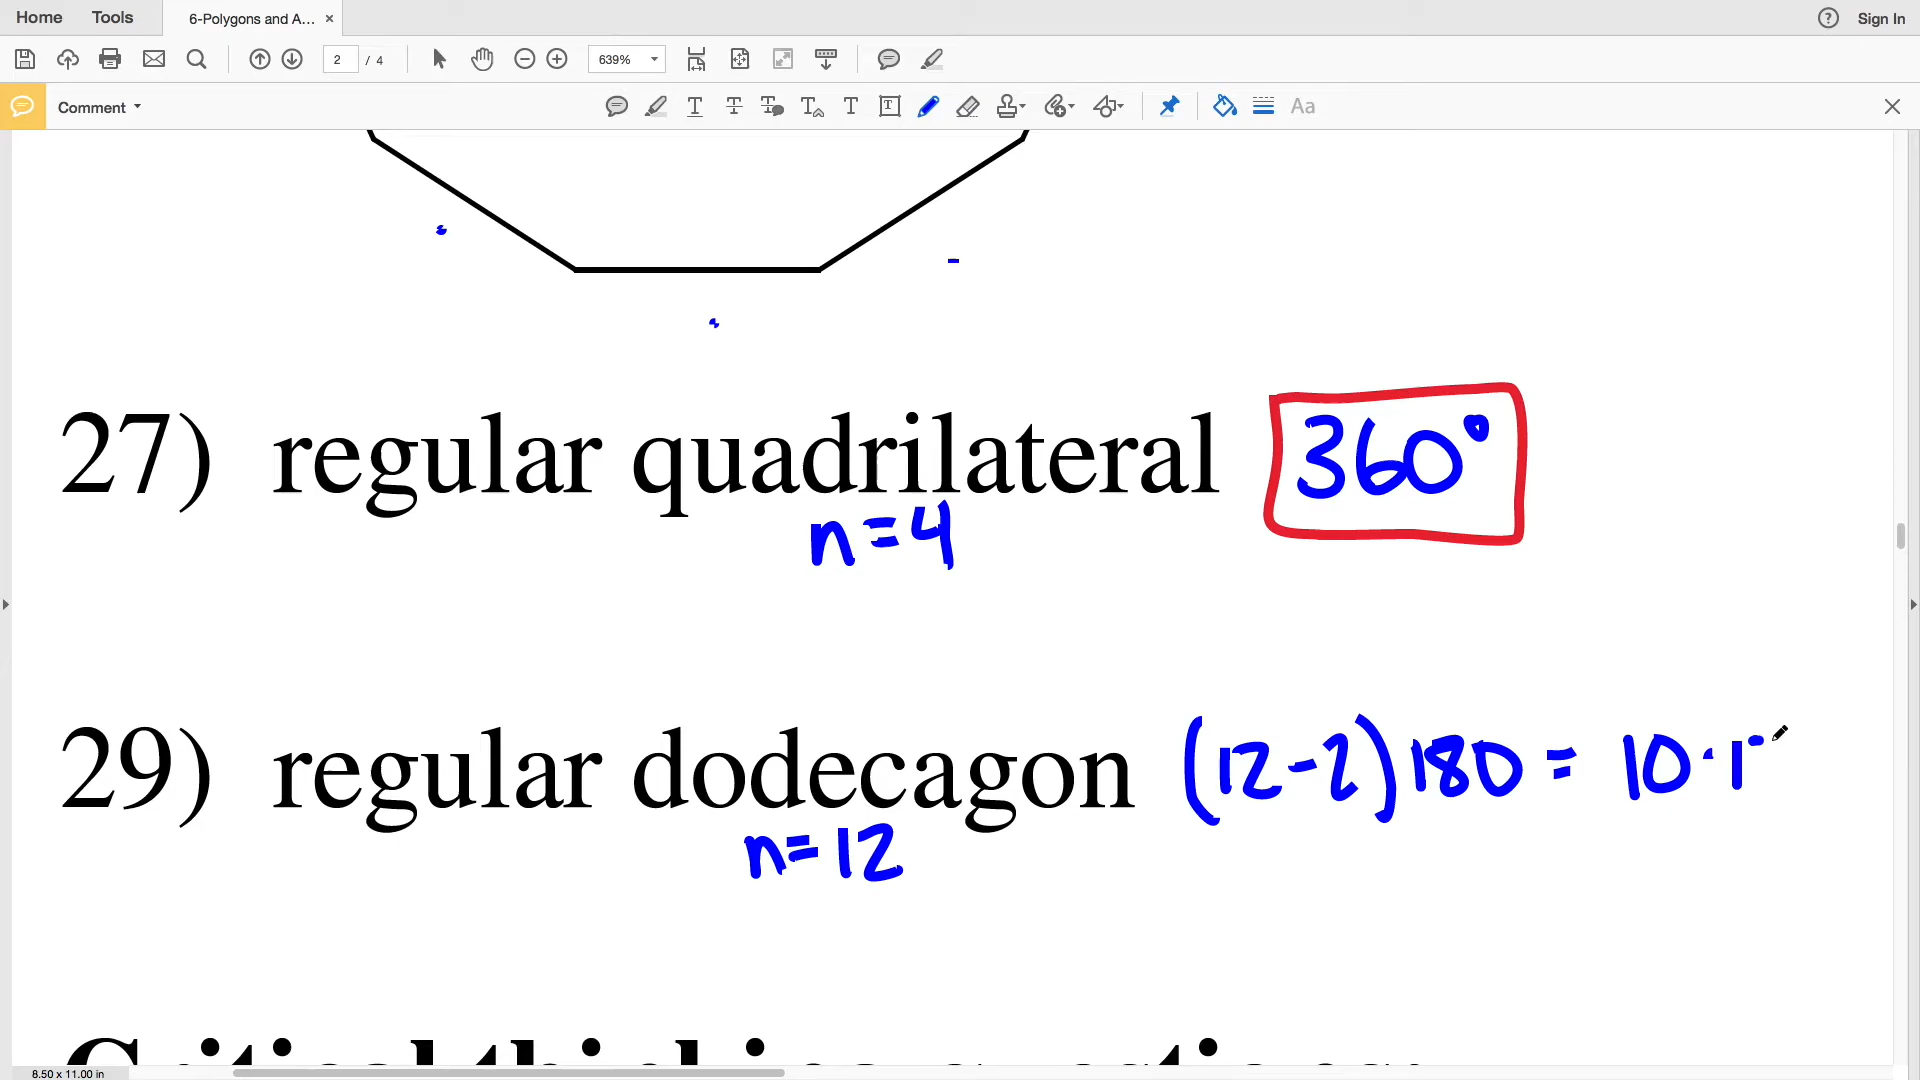 Home Tools 6-Polygons and A... × Sign In
2 / 4 639%
Comment Aa
27) regular quadrilateral 360°
n=4
29) regular dodecagon (12-2)180 = 10·1
n=12
8.50 x 11.00 in